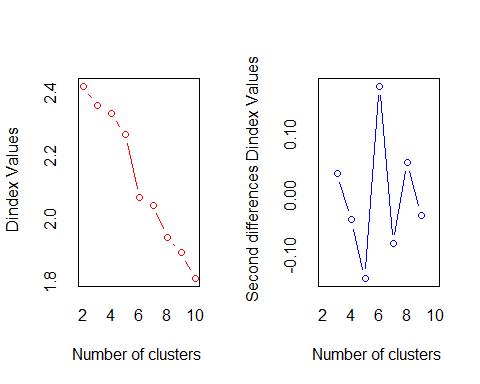 Dindex Values
2.4
2.2
2.0
1.8
2 4 6 8 10
Number of clusters
Second differences Dindex Values
0.10
0.00
-0.10
2 4 6 8 10
Number of clusters